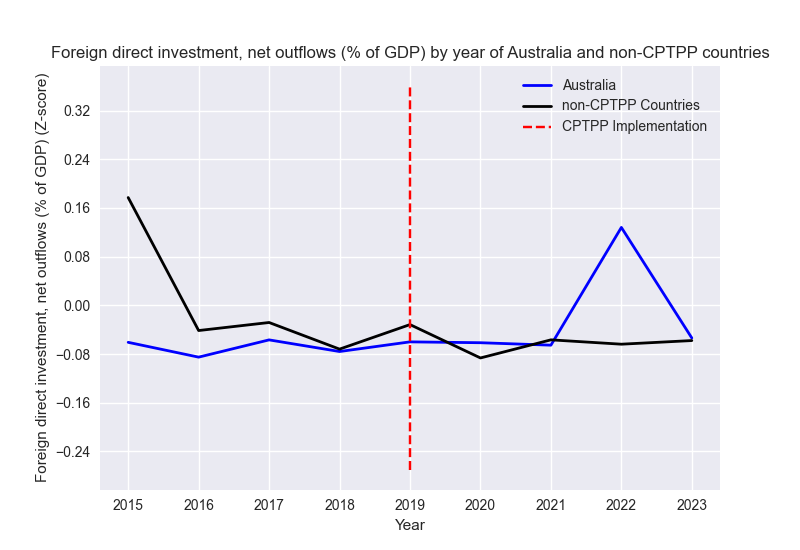 Foreign direct investment, net outflows (% of GDP) by year of Australia and non-CPTPP countries
Foreign direct investment, net outflows (% of GDP) (Z-score)
0.32
0.24
0.16
0.08
0.00
−0.08
−0.16
−0.24
Australia
non-CPTPP Countries
CPTPP Implementation
2015 2016 2017 2018 2019 2020 2021 2022 2023
Year